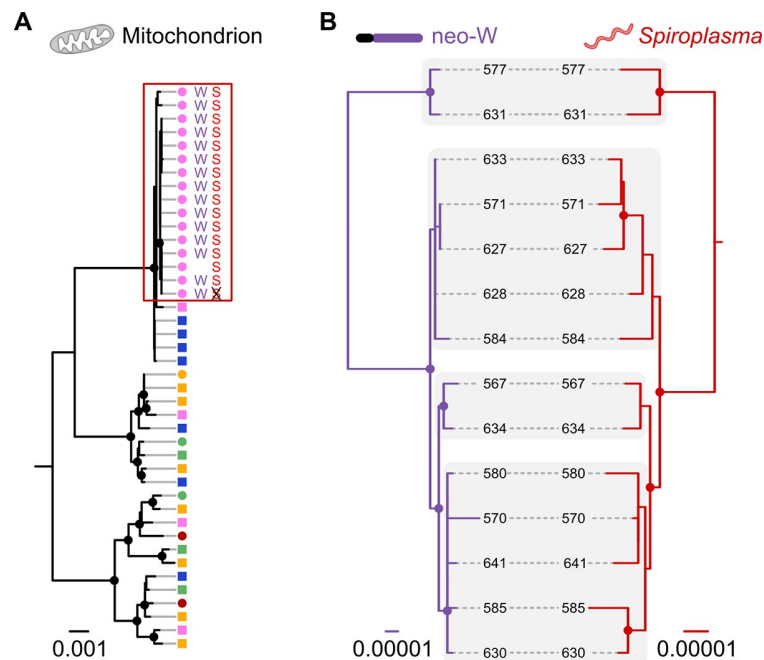 A
Mitochondrion
W S
W S
W S
W S
W S
W S
W S
W S
W S
W S
W S
W S
W S
S
W S
W S
0.001
B
neo-W
Spiroplasma
577 577
631 631
633 633
571 571
627 627
628 628
584 584
567 567
634 634
580 580
570 570
641 641
585 585
630 630
0.00001
0.00001